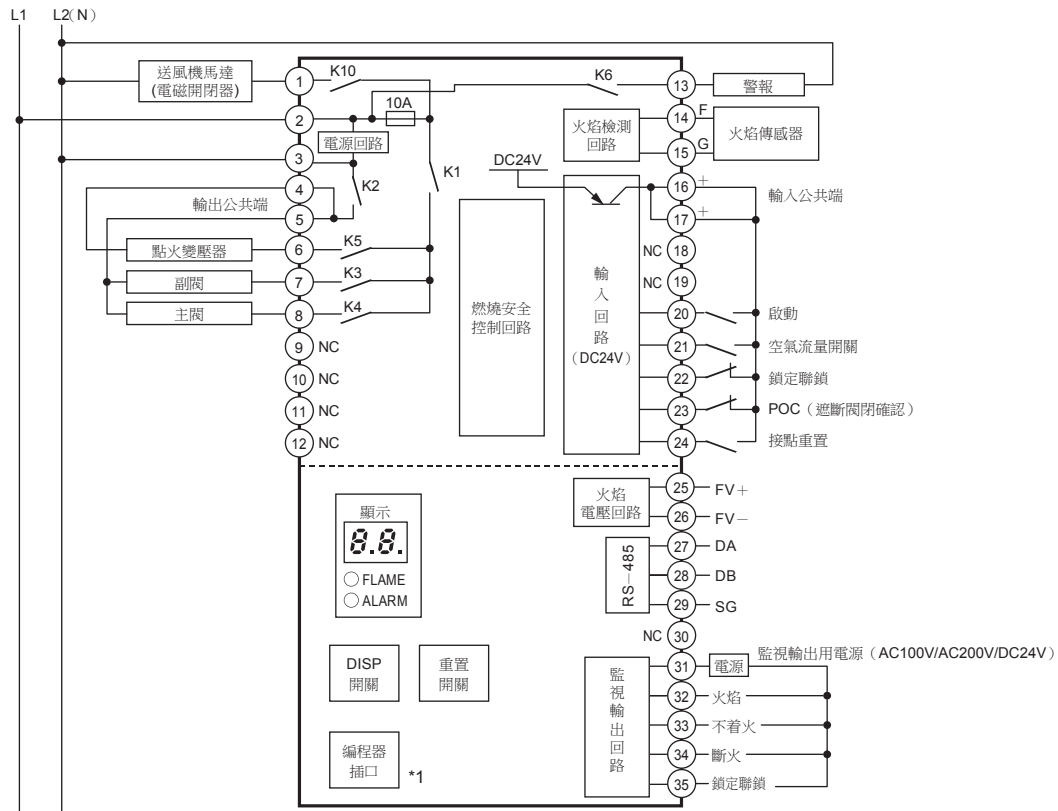 L1 L2(N)
送風機馬達
(電磁開閉器)
1
K10
K6
13
警報
10A
2
電源回路
火焰檢測
回路
14
F
15
G
火焰傳感器
3
4
5
輸出公共端
K2
K1
DC24V
16
+
17
+
輸入公共端
點火變壓器
6
K5
副閥
7
K3
主閥
8
K4
9 NC
10 NC
11 NC
12 NC
燃燒安全
控制回路
輸入回路
(DC24V)
NC 18
NC 19
20
啟動
21
空氣流量開關
22
鎖定聯鎖
23
POC(遮斷閥閉確認)
24
接點重置
顯示
8.8.
FLAME
ALARM
DISP
開關
重置
開關
編程器
插口
*1
火焰
電壓回路
25 FV+
26 FV-
RS-485
27 DA
28 DB
29 SG
NC 30
監視輸出回路
31 電源
監視輸出用電源(AC100V/AC200V/DC24V)
32 火焰
33 不着火
34 斷火
35 鎖定聯鎖